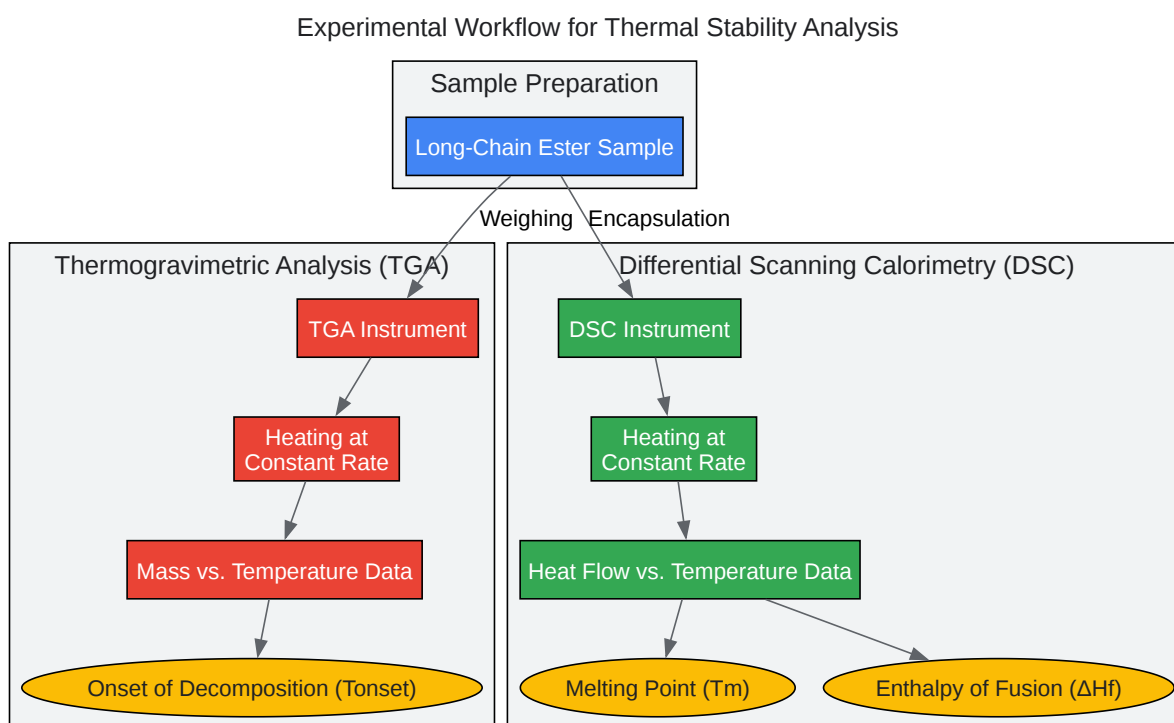 Experimental Workflow for Thermal Stability Analysis
Sample Preparation
Long-Chain Ester Sample
Weighing
Encapsulation
Thermogravimetric Analysis (TGA)
TGA Instrument
Heating at
Constant Rate
Mass vs. Temperature Data
Onset of Decomposition (Tonset)
Differential Scanning Calorimetry (DSC)
DSC Instrument
Heating at
Constant Rate
Heat Flow vs. Temperature Data
Melting Point (Tm)
Enthalpy of Fusion (ΔHf)